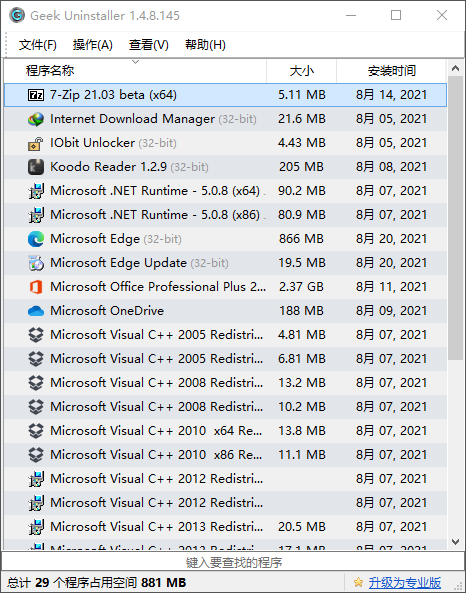 Geek Uninstaller 1.4.8.145
文件(F) 操作(A) 查看(V) 帮助(H)
程序名称 大小 安装时间
7-Zip 21.03 beta (x64) 5.11 MB 8月 14, 2021
Internet Download Manager (32-bit) 21.6 MB 8月 05, 2021
IObit Unlocker (32-bit) 4.43 MB 8月 05, 2021
Koodo Reader 1.2.9 (32-bit) 205 MB 8月 08, 2021
Microsoft .NET Runtime - 5.0.8 (x64) . 90.2 MB 8月 07, 2021
Microsoft .NET Runtime - 5.0.8 (x86) . 80.9 MB 8月 07, 2021
Microsoft Edge (32-bit) 866 MB 8月 20, 2021
Microsoft Edge Update (32-bit) 19.5 MB 8月 20, 2021
Microsoft Office Professional Plus 2... 2.37 GB 8月 11, 2021
Microsoft OneDrive 188 MB 8月 09, 2021
Microsoft Visual C++ 2005 Redistri... 4.81 MB 8月 07, 2021
Microsoft Visual C++ 2005 Redistri... 6.81 MB 8月 07, 2021
Microsoft Visual C++ 2008 Redistri... 13.2 MB 8月 07, 2021
Microsoft Visual C++ 2008 Redistri... 10.2 MB 8月 07, 2021
Microsoft Visual C++ 2010 x64 Re... 13.8 MB 8月 07, 2021
Microsoft Visual C++ 2010 x86 Re... 11.1 MB 8月 07, 2021
Microsoft Visual C++ 2012 Redistri... 8月 07, 2021
Microsoft Visual C++ 2012 Redistri... 8月 07, 2021
Microsoft Visual C++ 2013 Redistri... 20.5 MB 8月 07, 2021
Microsoft Visual C++ 2013 Redistri... 17.1 MB 8月 07, 2021
键入要查找的程序
总计 29 个程序占用空间 881 MB 升级为专业版